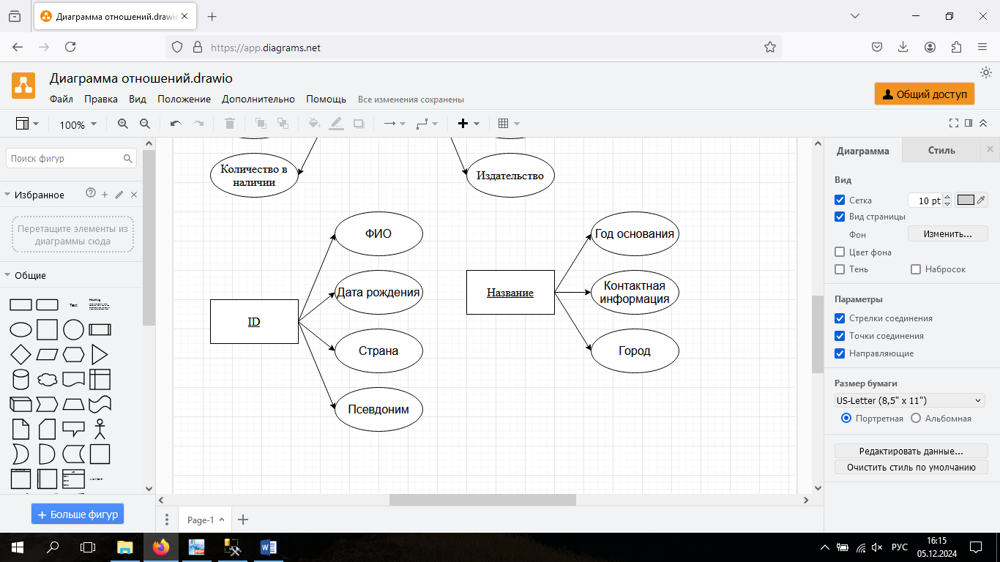 Диаграмма отношений.drawio
https://app.diagrams.net
Диаграмма отношений.drawio
Файл Правка Вид Положение Дополнительно Помощь Все изменения сохранены
Общий доступ
100%
Поиск фигур
Избранное
Перетащите элементы из
диаграммы сюда
Общие
Text
Heading
+ Больше фигур
Количество в
наличии
Издательство
ФИО
Дата рождения
ID
Страна
Псевдоним
Год основания
Название
Контактная
информация
Город
Page-1
Диаграмма Стиль
Вид
Сетка 10 pt
Вид страницы
Фон Изменить...
Цвет фона
Тень Набросок
Параметры
Стрелки соединения
Точки соединения
Направляющие
Размер бумаги
US-Letter (8,5" x 11")
Портретная Альбомная
Редактировать данные...
Очистить стиль по умолчанию
РУС
16:15
05.12.2024